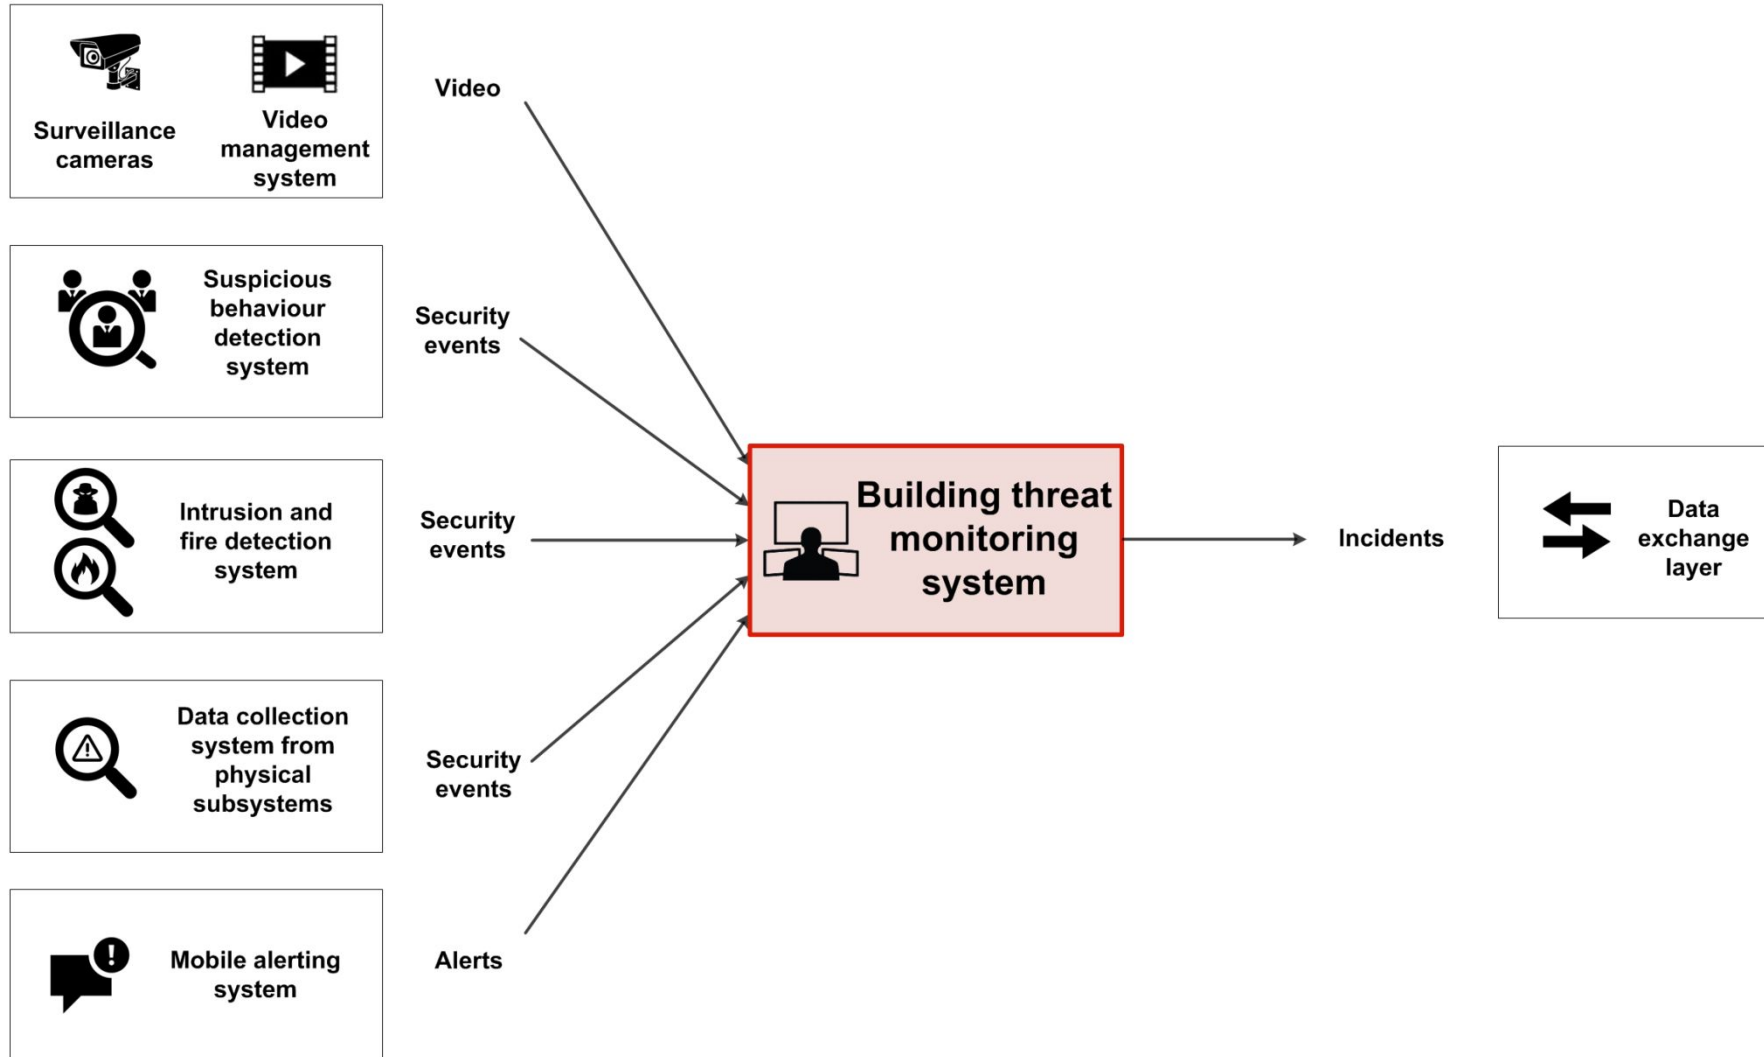 Surveillance
cameras
Video
management
system
Video
Suspicious
behaviour
detection
system
Security
events
Intrusion and
fire detection
system
Security
events
Building threat
monitoring
system
Incidents
Data
exchange
layer
Data collection
system from
physical
subsystems
Security
events
Mobile alerting
system
Alerts